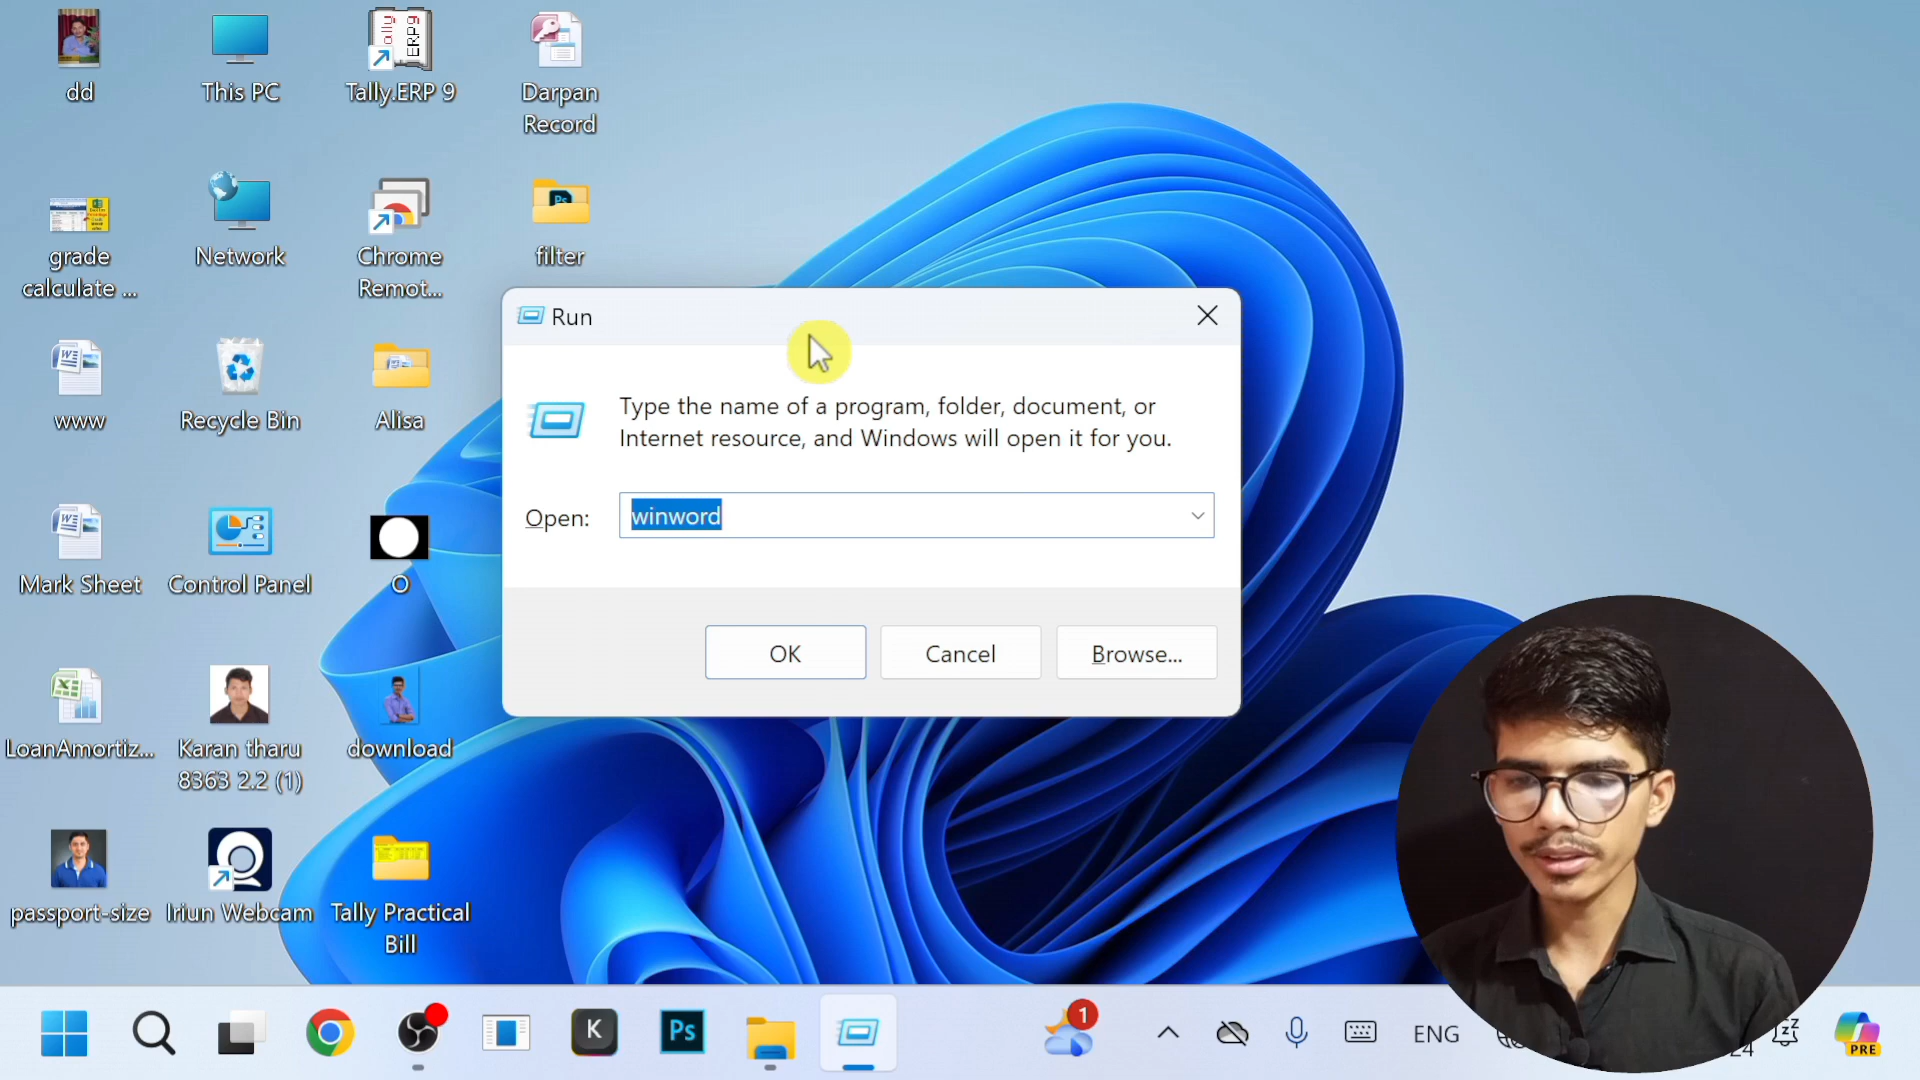 dd
This PC
Tally.ERP 9
Darpan
Record
grade
calculate ...
Network
Chrome
Remot...
filter
www
Recycle Bin
Alisa
Mark Sheet
Control Panel
O
LoanAmortiz...
Karan tharu
8363 2.2 (1)
download
passport-size
Iriun Webcam
Tally Practical
Bill
Run
Type the name of a program, folder, document, or
Internet resource, and Windows will open it for you.
Open:
winword
OK
Cancel
Browse...
K
Ps
1
ENG
24
PRE